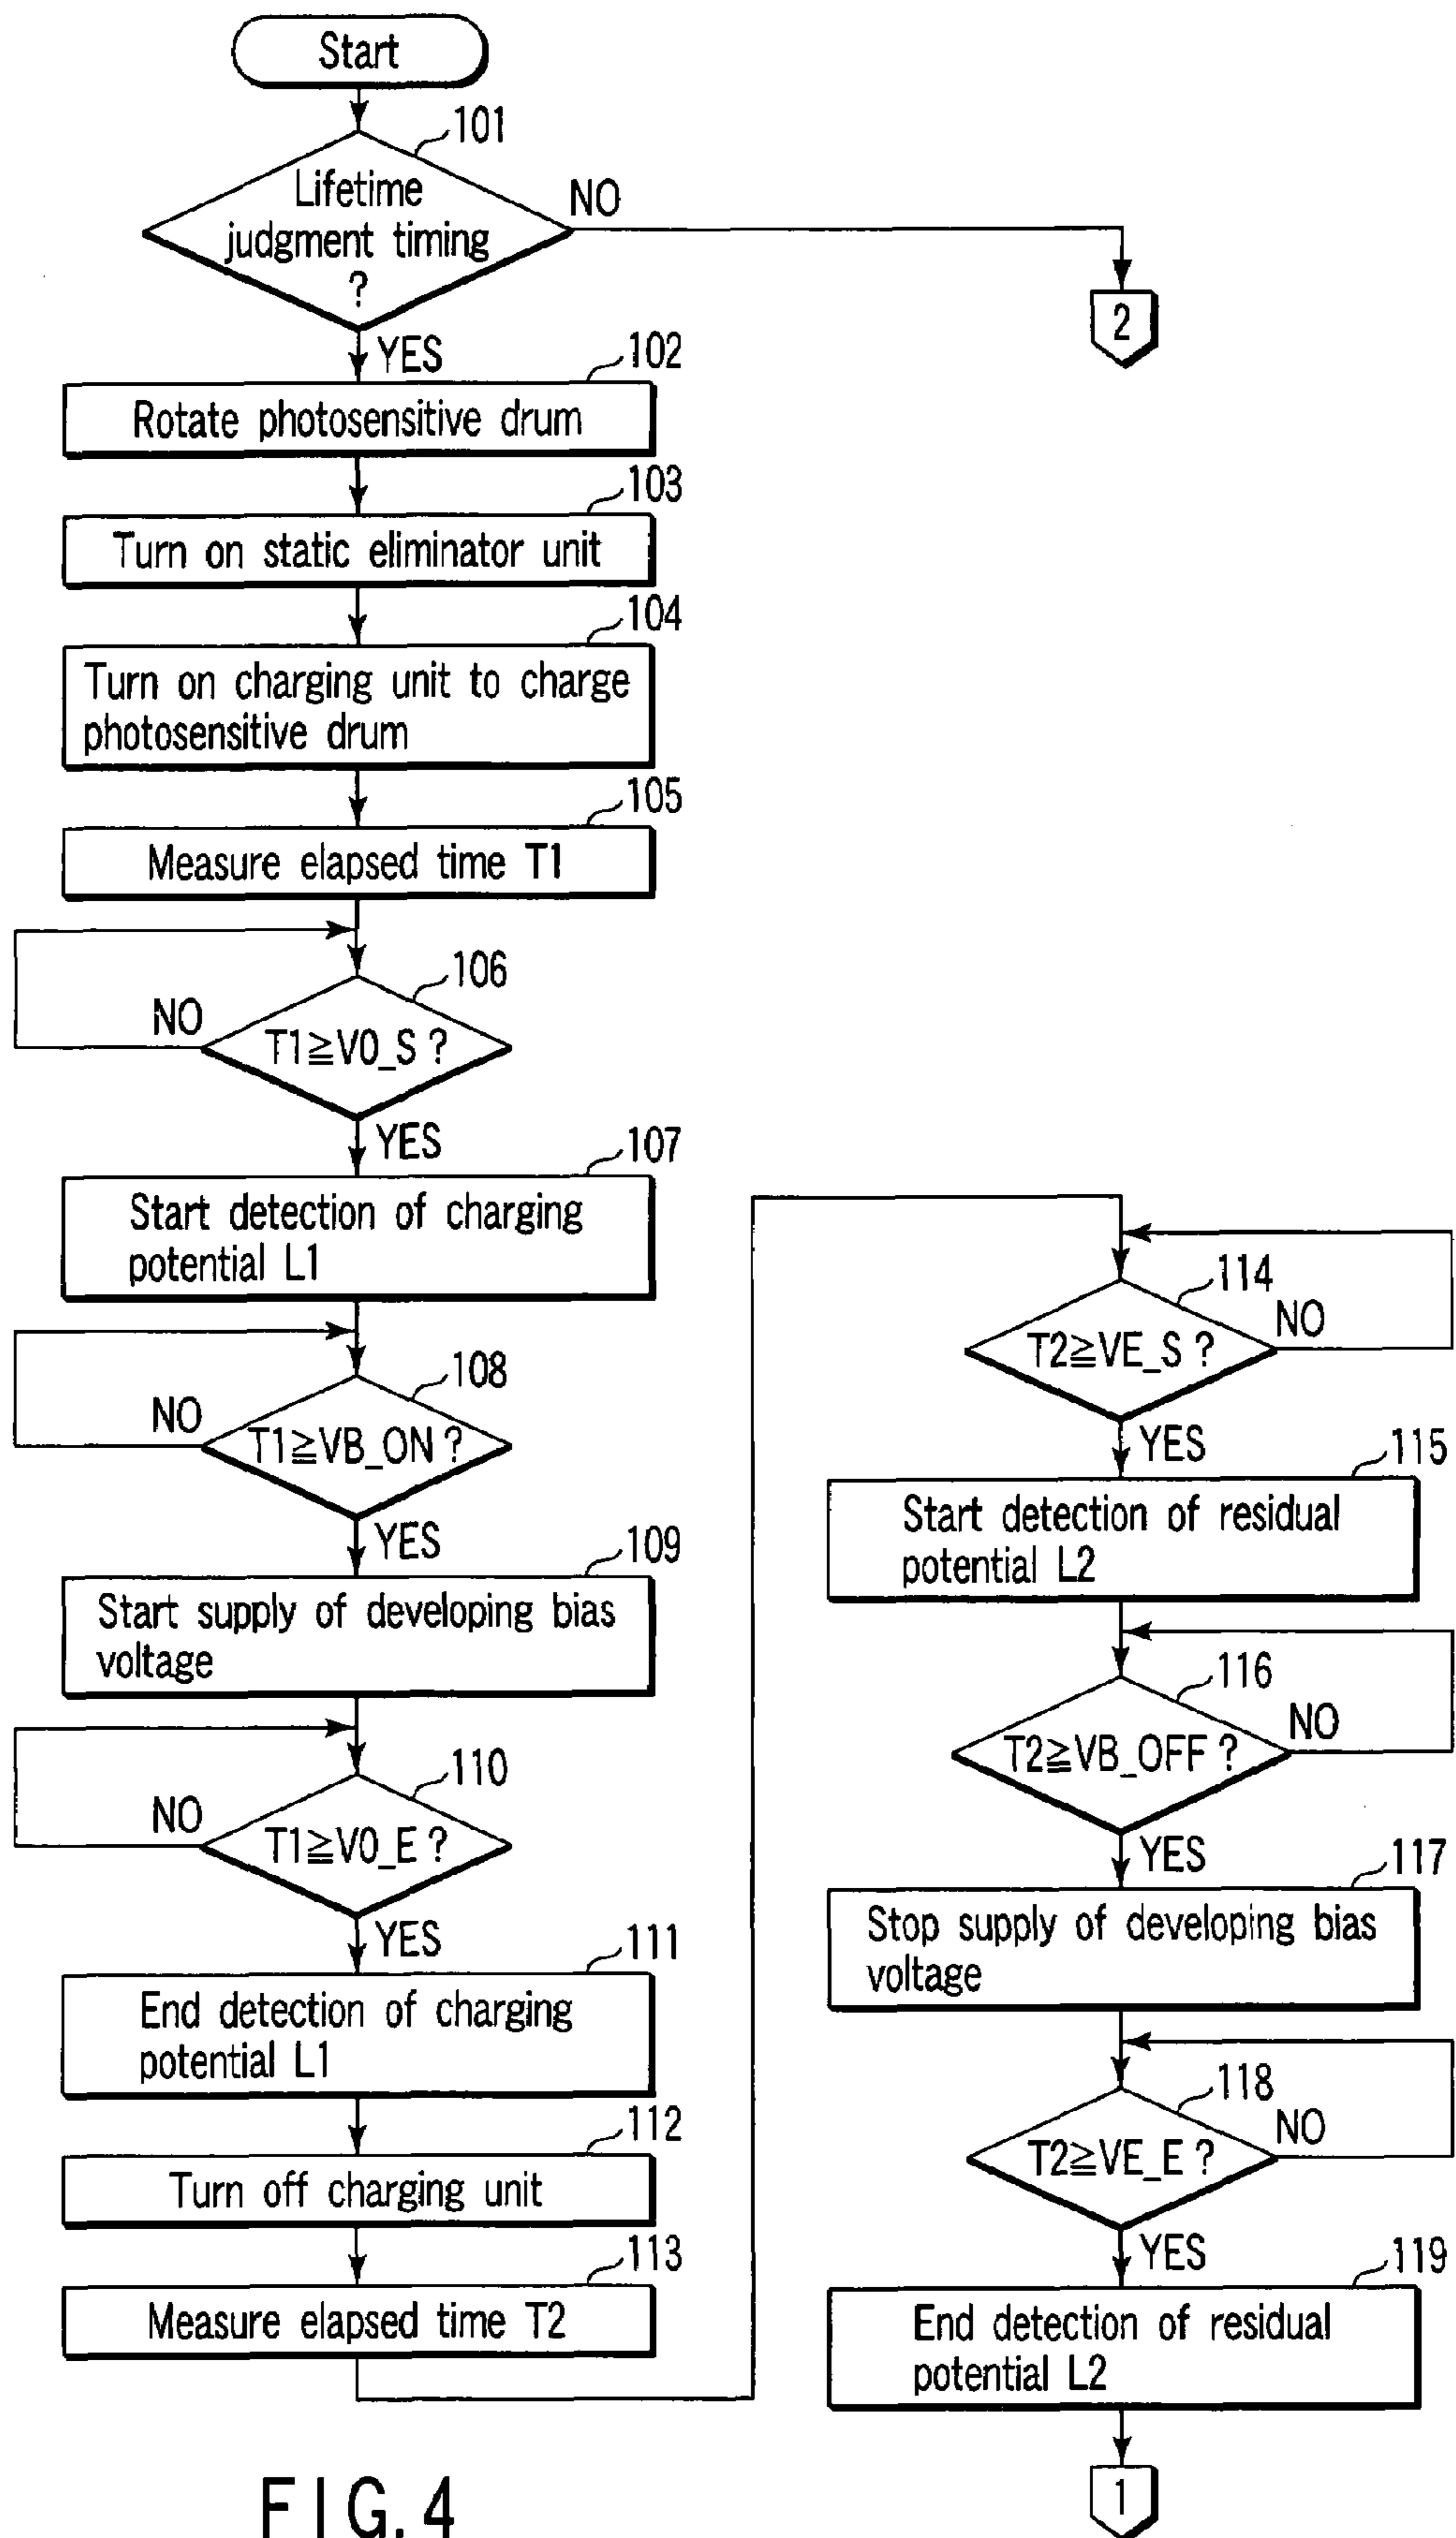 Start
101
Lifetime
judgment timing
?
NO
2
YES
102
Rotate photosensitive drum
103
Turn on static eliminator unit
104
Turn on charging unit to charge
photosensitive drum
105
Measure elapsed time T1
106
NO
T1≧V0_S ?
YES
107
Start detection of charging
potential L1
108
NO
T1≧VB_ON ?
YES
109
Start supply of developing bias
voltage
110
NO
T1≧V0_E ?
YES
111
End detection of charging
potential L1
112
Turn off charging unit
113
Measure elapsed time T2
114
NO
T2≧VE_S ?
YES
115
Start detection of residual
potential L2
116
NO
T2≧VB_OFF ?
YES
117
Stop supply of developing bias
voltage
118
NO
T2≧VE_E ?
YES
119
End detection of residual
potential L2
1
FIG. 4